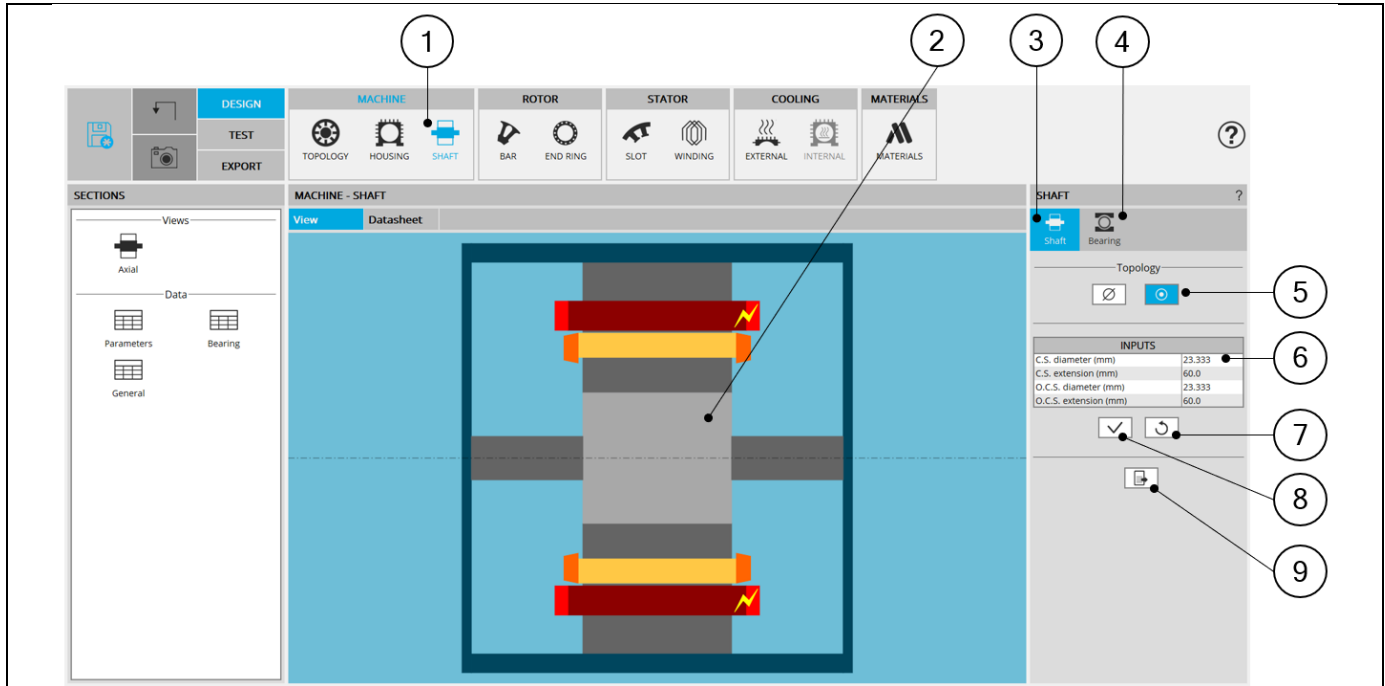 1
2
3
4
DESIGN
TEST
EXPORT
MACHINE
TOPOLOGY
HOUSING
SHAFT
ROTOR
BAR
END RING
STATOR
SLOT
WINDING
COOLING
EXTERNAL
INTERNAL
MATERIALS
MATERIALS
?
SECTIONS
Views
Axial
Data
Parameters
Bearing
General
MACHINE - SHAFT
View
Datasheet
SHAFT ?
Shaft
Bearing
Topology
5
INPUTS
C.S. diameter (mm) 23.333
C.S. extension (mm) 60.0
O.C.S. diameter (mm) 23.333
O.C.S. extension (mm) 60.0
6
7
8
9